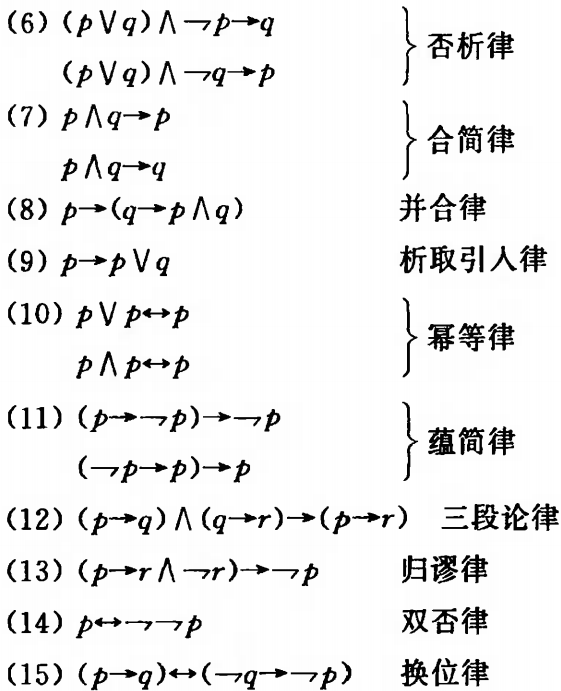 (6) (p∨q)∧¬p→q
(p∨q)∧¬q→p
否析律
(7) p∧q→p
p∧q→q
合简律
(8) p→(q→p∧q) 并合律
(9) p→p∨q 析取引人律
(10) p∨p↔p
p∧p↔p
幂等律
(11) (p→¬p)→¬p
(¬p→p)→p
蕴简律
(12) (p→q)∧(q→r)→(p→r) 三段论律
(13) (p→r∧¬r)→¬p 归谬律
(14) p↔¬¬p 双否律
(15) (p→q)↔(¬q→¬p) 换位律